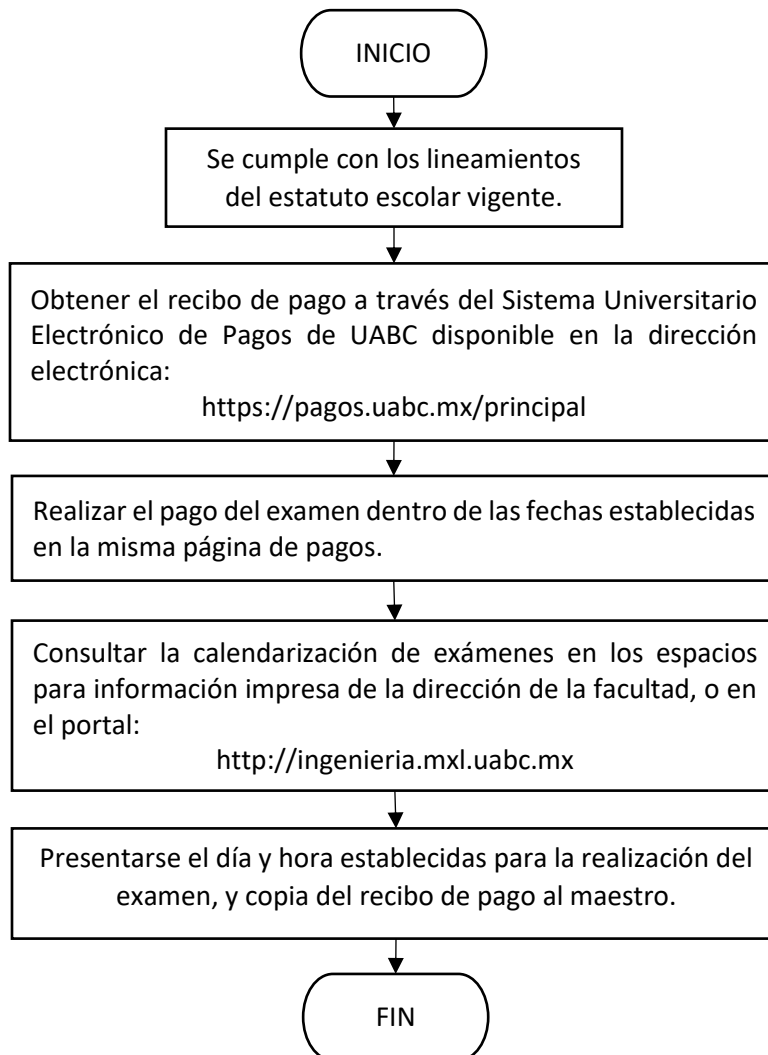 INICIO
Se cumple con los lineamientos
del estatuto escolar vigente.
Obtener el recibo de pago a través del Sistema Universitario
Electrónico de Pagos de UABC disponible en la dirección
electrónica:
https://pagos.uabc.mx/principal
Realizar el pago del examen dentro de las fechas establecidas
en la misma página de pagos.
Consultar la calendarización de exámenes en los espacios
para información impresa de la dirección de la facultad, o en
el portal:
http://ingenieria.mxl.uabc.mx
Presentarse el día y hora establecidas para la realización del
examen, y copia del recibo de pago al maestro.
FIN